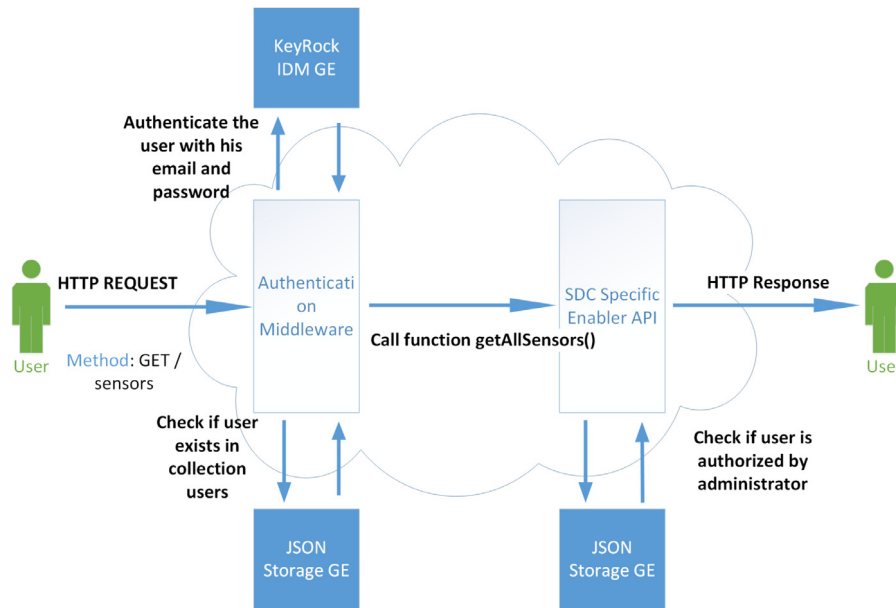 KeyRock
IDM GE
Authenticate the
user with his
email and
password
HTTP REQUEST
User
Method: GET /
sensors
Authenticati
on
Middleware
Call function getAllSensors()
SDC Specific
Enabler API
HTTP Response
Use
Check if user
exists in
collection
users
JSON
Storage GE
Check if user is
authorized by
administrator
JSON
Storage GE